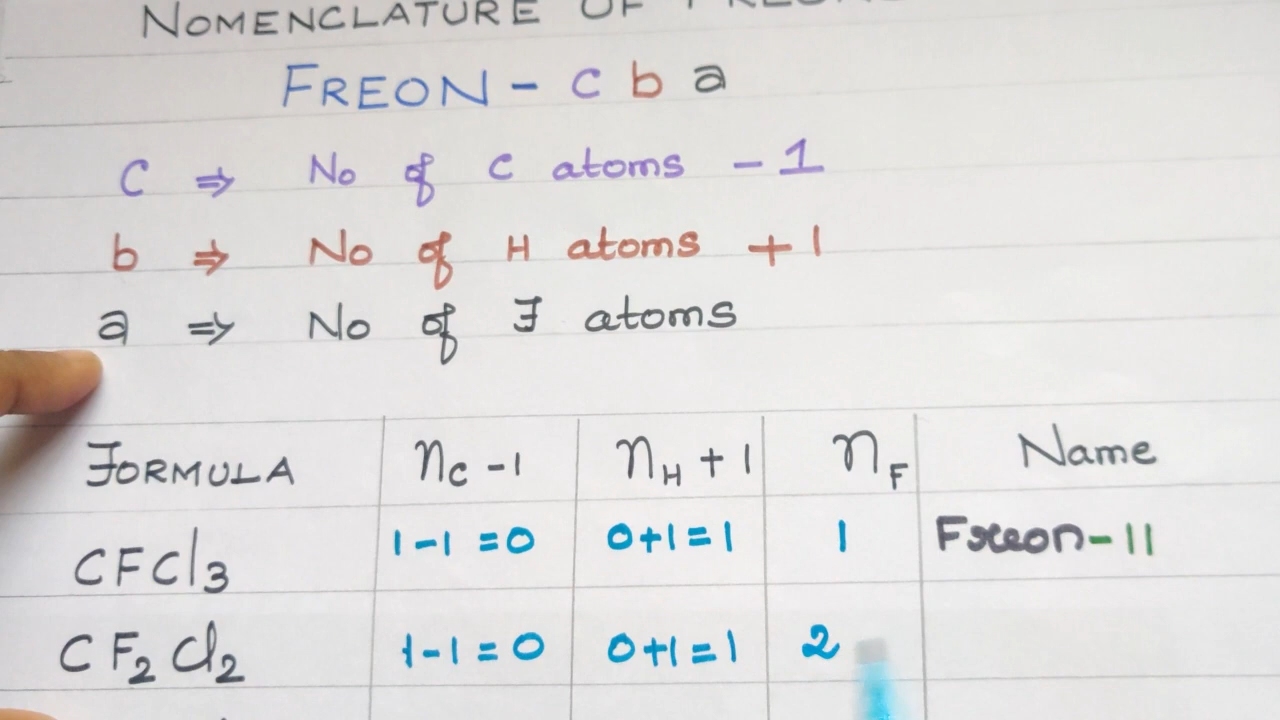 NOMENCLATURE OF
FREON - c b a
C ⇒ No of C atoms - 1
b ⇒ No of H atoms + 1
a ⇒ No of F atoms
FORMULA n_C - 1 n_H + 1 n_F Name
CFCl3 1-1=0 0+1=1 1 Freon-11
CF2Cl2 1-1=0 0+1=1 2